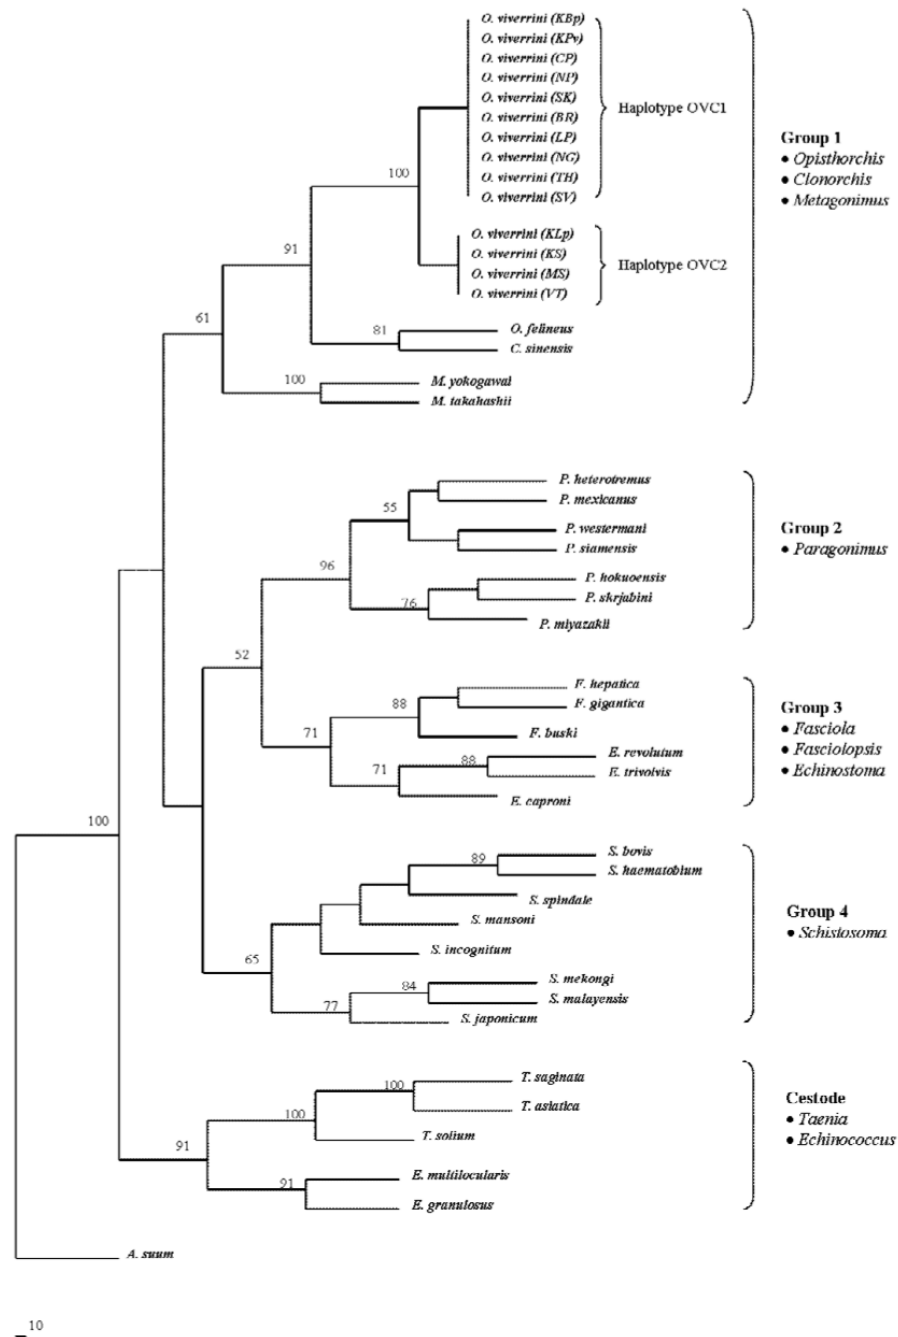 O. viverrini (KBp)
O. viverrini (KPv)
O. viverrini (CP)
O. viverrini (NP)
O. viverrini (SK)
O. viverrini (BR)
O. viverrini (LP)
O. viverrini (NG)
O. viverrini (TH)
O. viverrini (SV)
Haplotype OVC1
Group 1
• Opisthorchis
• Clonorchis
• Metagonimus
100
O. viverrini (KLp)
O. viverrini (KS)
O. viverrini (MS)
O. viverrini (VT)
Haplotype OVC2
91
61
81
O. felineus
C. sinensis
100
M. yokogawai
M. takahashii
P. heterotremus
P. mexicanus
55
P. westermani
P. siamensis
96
P. hokuoensis
P. skrjabini
76
P. miyazakii
Group 2
• Paragonimus
52
F. hepatica
F. gigantica
88
F. buski
71
E. revolutum
88
E. trivolvis
71
E. caproni
Group 3
• Fasciola
• Fasciolopsis
• Echinostoma
100
89
S. bovis
S. haematobium
S. spindale
S. mansoni
S. incognitum
65
S. mekongi
84
S. malayensis
77
S. japonicum
Group 4
• Schistosoma
T. saginata
100
T. asiatica
100
T. solium
91
E. multilocularis
91
E. granulosus
Cestode
• Taenia
• Echinococcus
A. suum
10